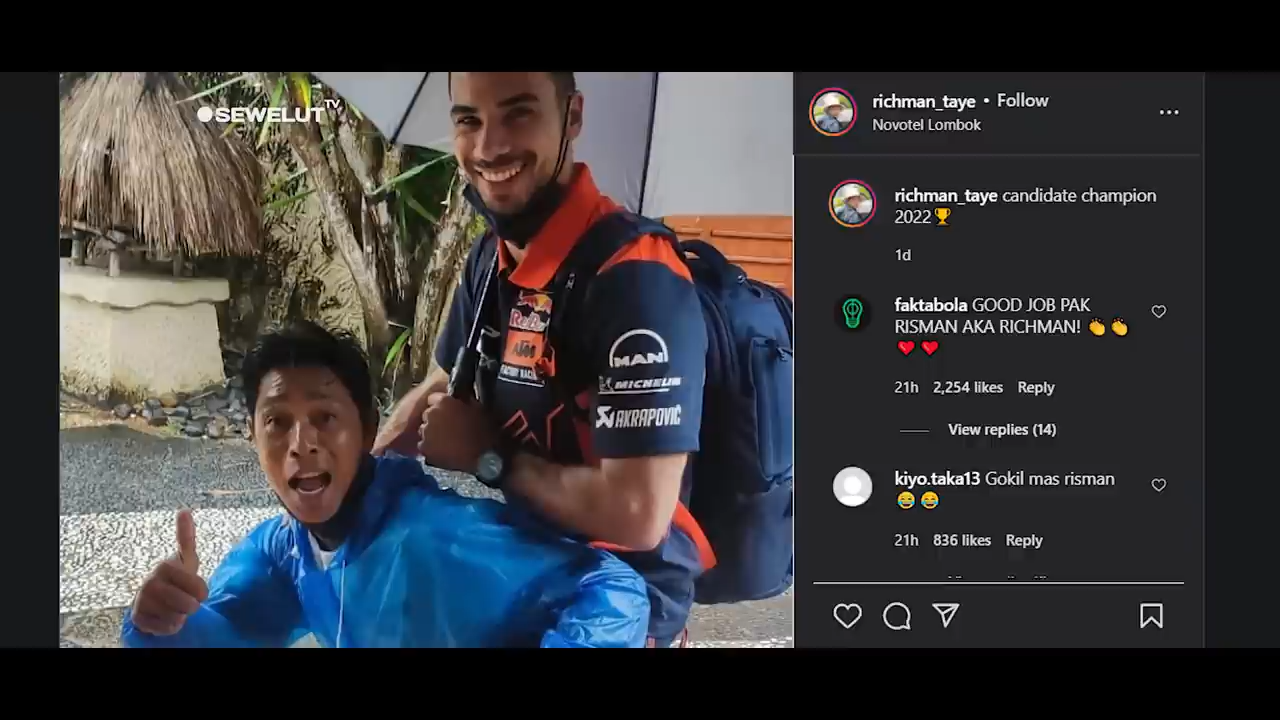 SEWELUT TV
Red Bull
KTM
FACTORY RACING
MAN
MICHELIN
AKRAPOVIČ
richman_taye • Follow
Novotel Lombok
richman_taye candidate champion
2022🏆
1d
faktabola GOOD JOB PAK
RISMAN AKA RICHMAN! 👏👏
❤️❤️
21h 2,254 likes Reply
View replies (14)
kiyo.taka13 Gokil mas risman
😂😂
21h 836 likes Reply